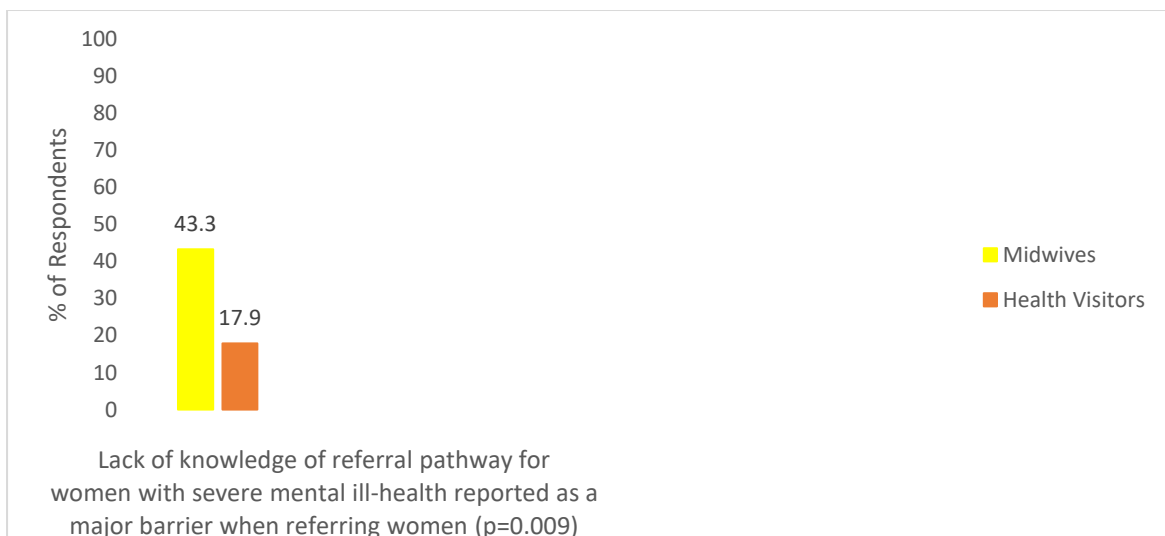 100
90
80
70
60
50
40
30
20
10
0
% of Respondents
43.3
17.9
Midwives
Health Visitors
Lack of knowledge of referral pathway for
women with severe mental ill-health reported as a
major barrier when referring women (p=0.009)